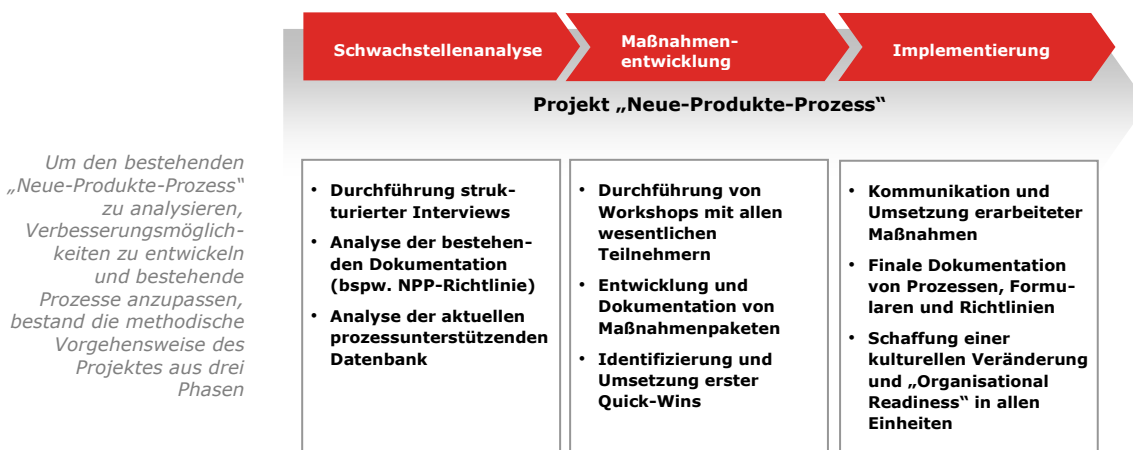 Schwachstellenanalyse
Maßnahmen-
entwicklung
Implementierung
Projekt „Neue-Produkte-Prozess“
Um den bestehenden
„Neue-Produkte-Prozess“
zu analysieren,
Verbesserungsmöglich-
keiten zu entwickeln
und bestehende
Prozesse anzupassen,
bestand die methodische
Vorgehensweise des
Projektes aus drei
Phasen
• Durchführung struk-
turierter Interviews
• Analyse der bestehen-
den Dokumentation
(bspw. NPP-Richtlinie)
• Analyse der aktuellen
prozessunterstützenden
Datenbank
• Durchführung von
Workshops mit allen
wesentlichen
Teilnehmern
• Entwicklung und
Dokumentation von
Maßnahmenpaketen
• Identifizierung und
Umsetzung erster
Quick-Wins
• Kommunikation und
Umsetzung erarbeiteter
Maßnahmen
• Finale Dokumentation
von Prozessen, Formu-
laren und Richtlinien
• Schaffung einer
kulturellen Veränderung
und „Organisational
Readiness“ in allen
Einheiten